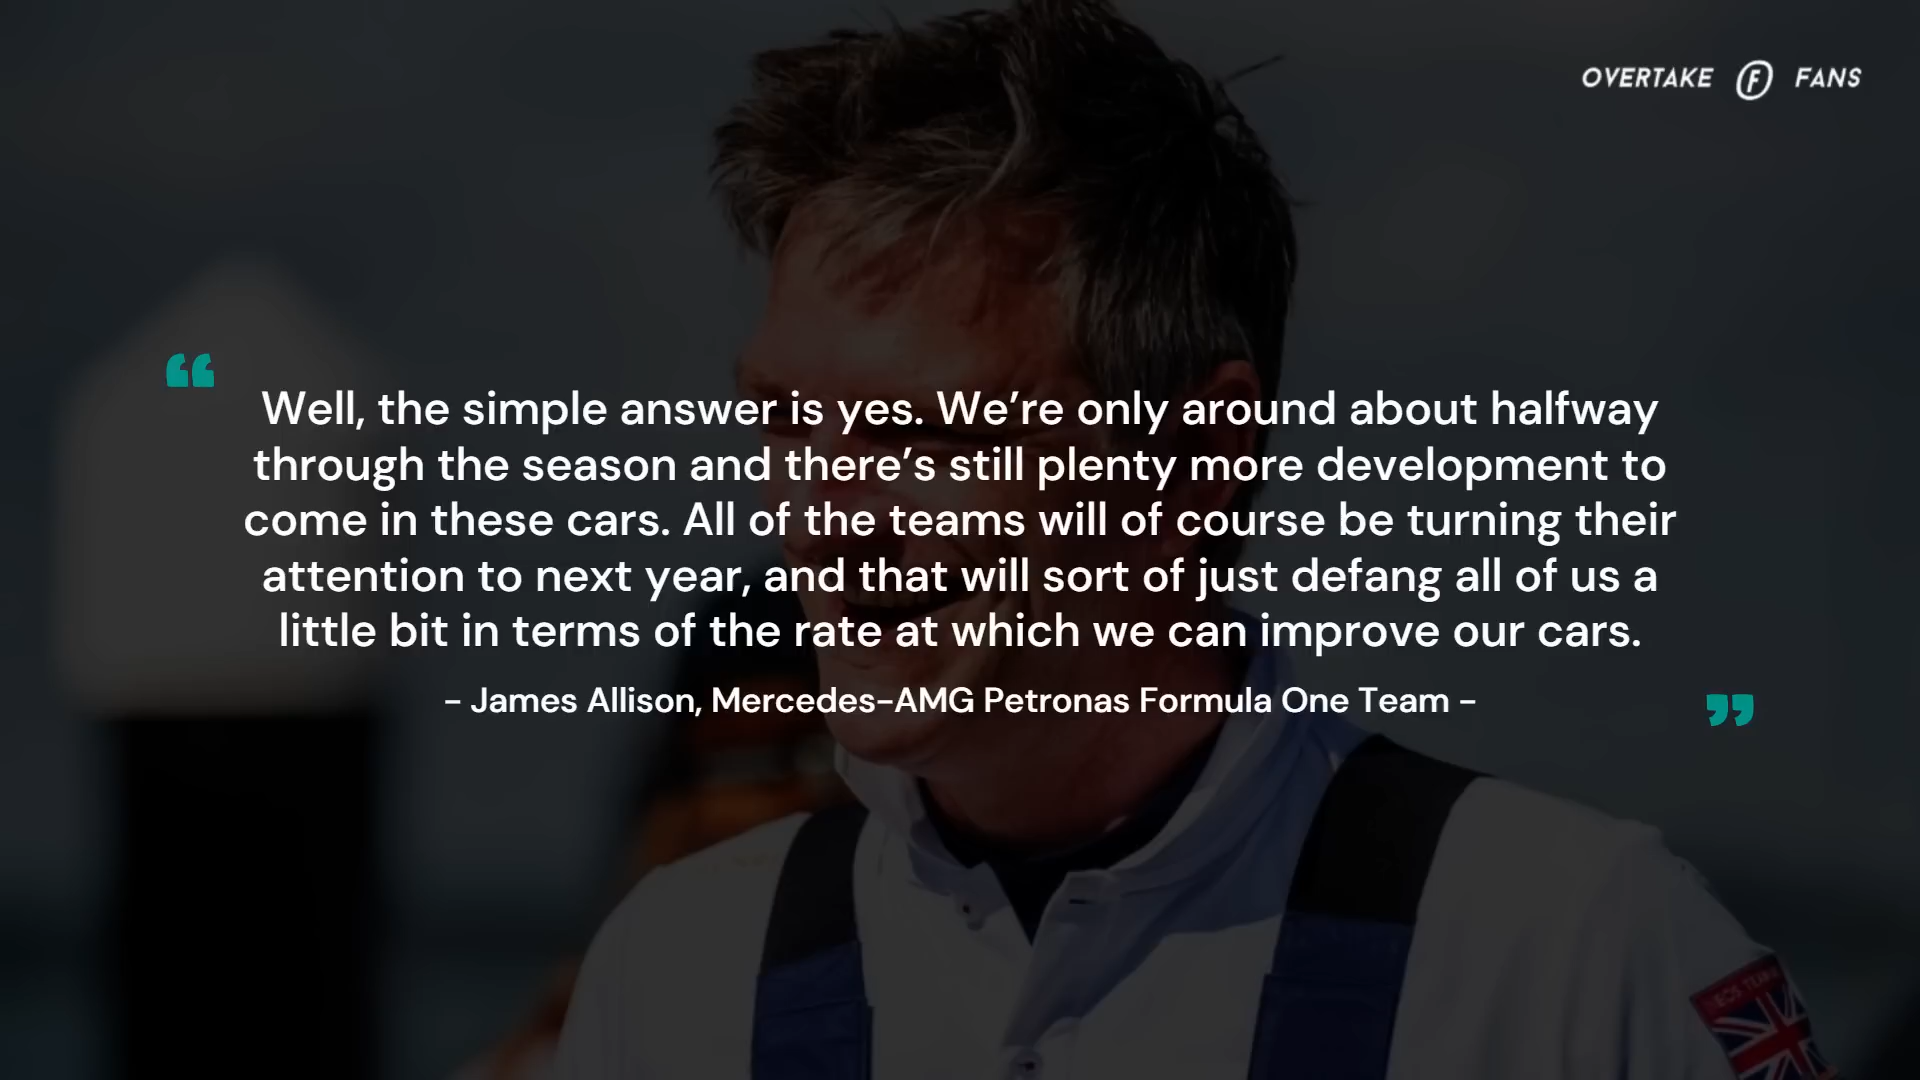 OVERTAKE F FANS
“
Well, the simple answer is yes. We’re only around about halfway
through the season and there’s still plenty more development to
come in these cars. All of the teams will of course be turning their
attention to next year, and that will sort of just defang all of us a
little bit in terms of the rate at which we can improve our cars.
– James Allison, Mercedes-AMG Petronas Formula One Team –
”
INEOS TEAM